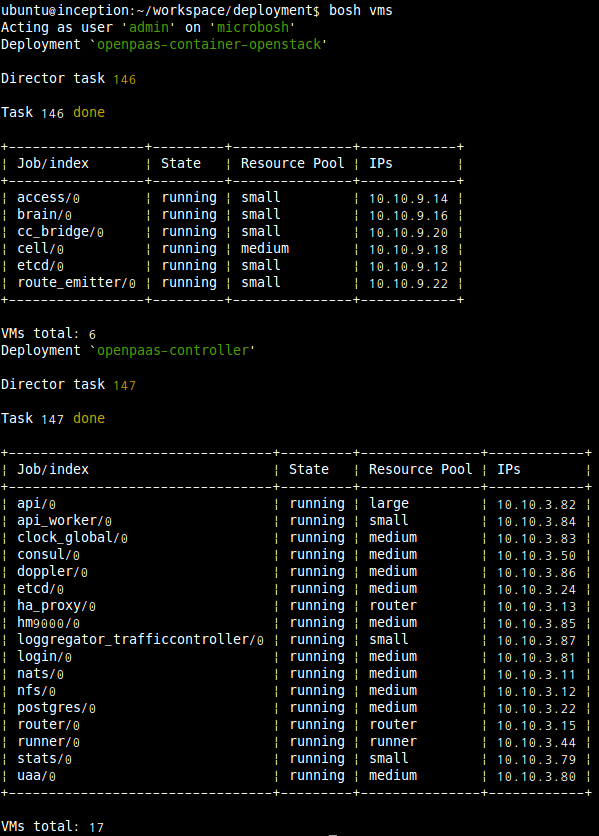 ubuntu@inception:~/workspace/deployment$ bosh vms
Acting as user 'admin' on 'microbosh'
Deployment `openpaas-container-openstack'

Director task 146

Task 146 done

+-----------------+---------+---------------+------------+
| Job/index       | State   | Resource Pool | IPs        |
+-----------------+---------+---------------+------------+
| access/0        | running | small         | 10.10.9.14 |
| brain/0         | running | small         | 10.10.9.16 |
| cc_bridge/0     | running | small         | 10.10.9.20 |
| cell/0          | running | medium        | 10.10.9.18 |
| etcd/0          | running | small         | 10.10.9.12 |
| route_emitter/0 | running | small         | 10.10.9.22 |
+-----------------+---------+---------------+------------+

VMs total: 6
Deployment `openpaas-controller'

Director task 147

Task 147 done

+---------------------------------+---------+---------------+------------+
| Job/index                       | State   | Resource Pool | IPs        |
+---------------------------------+---------+---------------+------------+
| api/0                           | running | large         | 10.10.3.82 |
| api_worker/0                    | running | small         | 10.10.3.84 |
| clock_global/0                  | running | medium        | 10.10.3.83 |
| consul/0                        | running | medium        | 10.10.3.50 |
| doppler/0                       | running | medium        | 10.10.3.86 |
| etcd/0                          | running | medium        | 10.10.3.24 |
| ha_proxy/0                      | running | router        | 10.10.3.13 |
| hm9000/0                        | running | medium        | 10.10.3.85 |
| loggregator_trafficcontroller/0 | running | small         | 10.10.3.87 |
| login/0                         | running | medium        | 10.10.3.81 |
| nats/0                          | running | medium        | 10.10.3.11 |
| nfs/0                           | running | medium        | 10.10.3.12 |
| postgres/0                      | running | medium        | 10.10.3.22 |
| router/0                        | running | router        | 10.10.3.15 |
| runner/0                        | running | runner        | 10.10.3.44 |
| stats/0                         | running | small         | 10.10.3.79 |
| uaa/0                           | running | medium        | 10.10.3.80 |
+---------------------------------+---------+---------------+------------+

VMs total: 17